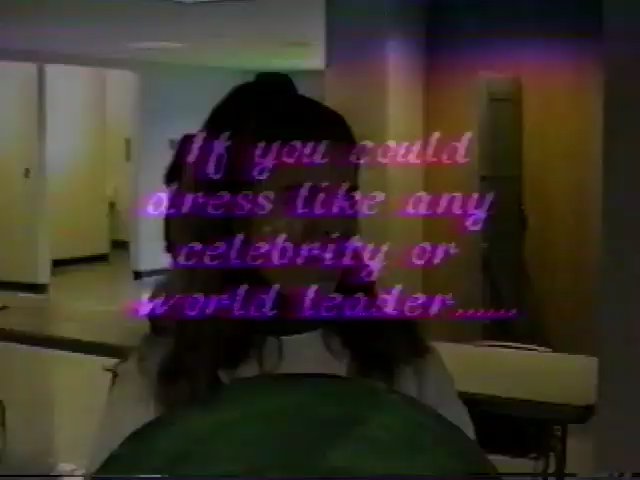 If you could
dress like any
celebrity or
world leader......